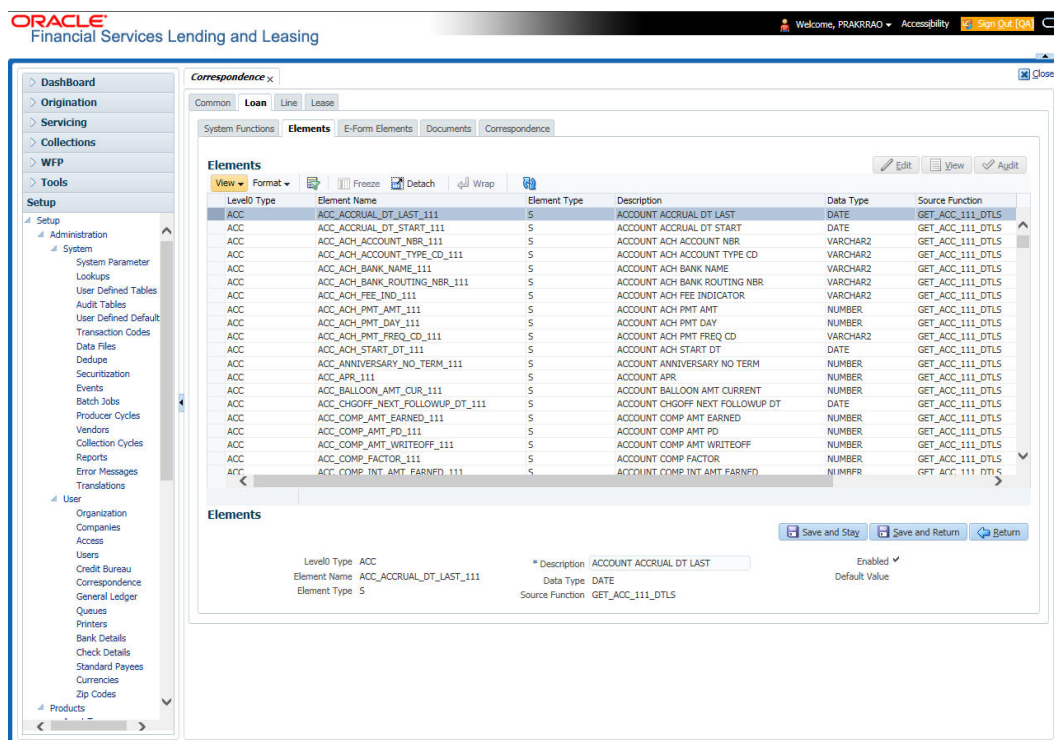 ORACLE
Financial Services Lending and Leasing
Welcome, PRAKRRAO Accessibility Sign Out [QA]
DashBoard
Origination
Servicing
Collections
WFP
Tools
Setup
Setup
Administration
System
System Parameter
Lookups
User Defined Tables
Audit Tables
User Defined Default
Transaction Codes
Data Files
Dedupe
Securitization
Events
Batch Jobs
Producer Cycles
Vendors
Collection Cycles
Reports
Error Messages
Translations
User
Organization
Companies
Access
Users
Credit Bureau
Correspondence
General Ledger
Queues
Printers
Bank Details
Check Details
Standard Payees
Currencies
Zip Codes
Products
Correspondence x
Close
Common Loan Line Lease
System Functions Elements E-Form Elements Documents Correspondence
Elements
Edit View Audit
View Format Freeze Detach Wrap
Level0 Type Element Name Element Type Description Data Type Source Function
ACC ACC_ACCRUAL_DT_LAST_111 S ACCOUNT ACCRUAL DT LAST DATE GET_ACC_111_DTLS
ACC ACC_ACCRUAL_DT_START_111 S ACCOUNT ACCRUAL DT START DATE GET_ACC_111_DTLS
ACC ACC_ACH_ACCOUNT_NBR_111 S ACCOUNT ACH ACCOUNT NBR VARCHAR2 GET_ACC_111_DTLS
ACC ACC_ACH_ACCOUNT_TYPE_CD_111 S ACCOUNT ACH ACCOUNT TYPE CD VARCHAR2 GET_ACC_111_DTLS
ACC ACC_ACH_BANK_NAME_111 S ACCOUNT ACH BANK NAME VARCHAR2 GET_ACC_111_DTLS
ACC ACC_ACH_BANK_ROUTING_NBR_111 S ACCOUNT ACH BANK ROUTING NBR VARCHAR2 GET_ACC_111_DTLS
ACC ACC_ACH_FEE_IND_111 S ACCOUNT ACH FEE INDICATOR VARCHAR2 GET_ACC_111_DTLS
ACC ACC_ACH_PMT_AMT_111 S ACCOUNT ACH PMT AMT NUMBER GET_ACC_111_DTLS
ACC ACC_ACH_PMT_DAY_111 S ACCOUNT ACH PMT DAY NUMBER GET_ACC_111_DTLS
ACC ACC_ACH_PMT_FREQ_CD_111 S ACCOUNT ACH PMT FREQ CD VARCHAR2 GET_ACC_111_DTLS
ACC ACC_ACH_START_DT_111 S ACCOUNT ACH START DT DATE GET_ACC_111_DTLS
ACC ACC_ANNIVERSARY_NO_TERM_111 S ACCOUNT ANNIVERSARY NO TERM NUMBER GET_ACC_111_DTLS
ACC ACC_APR_111 S ACCOUNT APR NUMBER GET_ACC_111_DTLS
ACC ACC_BALLOON_AMT_CUR_111 S ACCOUNT BALLOON AMT CURRENT NUMBER GET_ACC_111_DTLS
ACC ACC_CHGOFF_NEXT_FOLLOWUP_DT_111 S ACCOUNT CHGOFF NEXT FOLLOWUP DT DATE GET_ACC_111_DTLS
ACC ACC_COMP_AMT_EARNED_111 S ACCOUNT COMP AMT EARNED NUMBER GET_ACC_111_DTLS
ACC ACC_COMP_AMT_PD_111 S ACCOUNT COMP AMT PD NUMBER GET_ACC_111_DTLS
ACC ACC_COMP_AMT_WRITEOFF_111 S ACCOUNT COMP AMT WRITEOFF NUMBER GET_ACC_111_DTLS
ACC ACC_COMP_FACTOR_111 S ACCOUNT COMP FACTOR NUMBER GET_ACC_111_DTLS
ACC ACC_COMP_INT_AMT_EARNED_111 S ACCOUNT COMP INT AMT EARNED NUMBER GET_ACC_111_DTLS
Elements
Save and Stay Save and Return Return
Level0 Type ACC * Description ACCOUNT ACCRUAL DT LAST Enabled
Element Name ACC_ACCRUAL_DT_LAST_111 Data Type DATE Default Value
Element Type S Source Function GET_ACC_111_DTLS